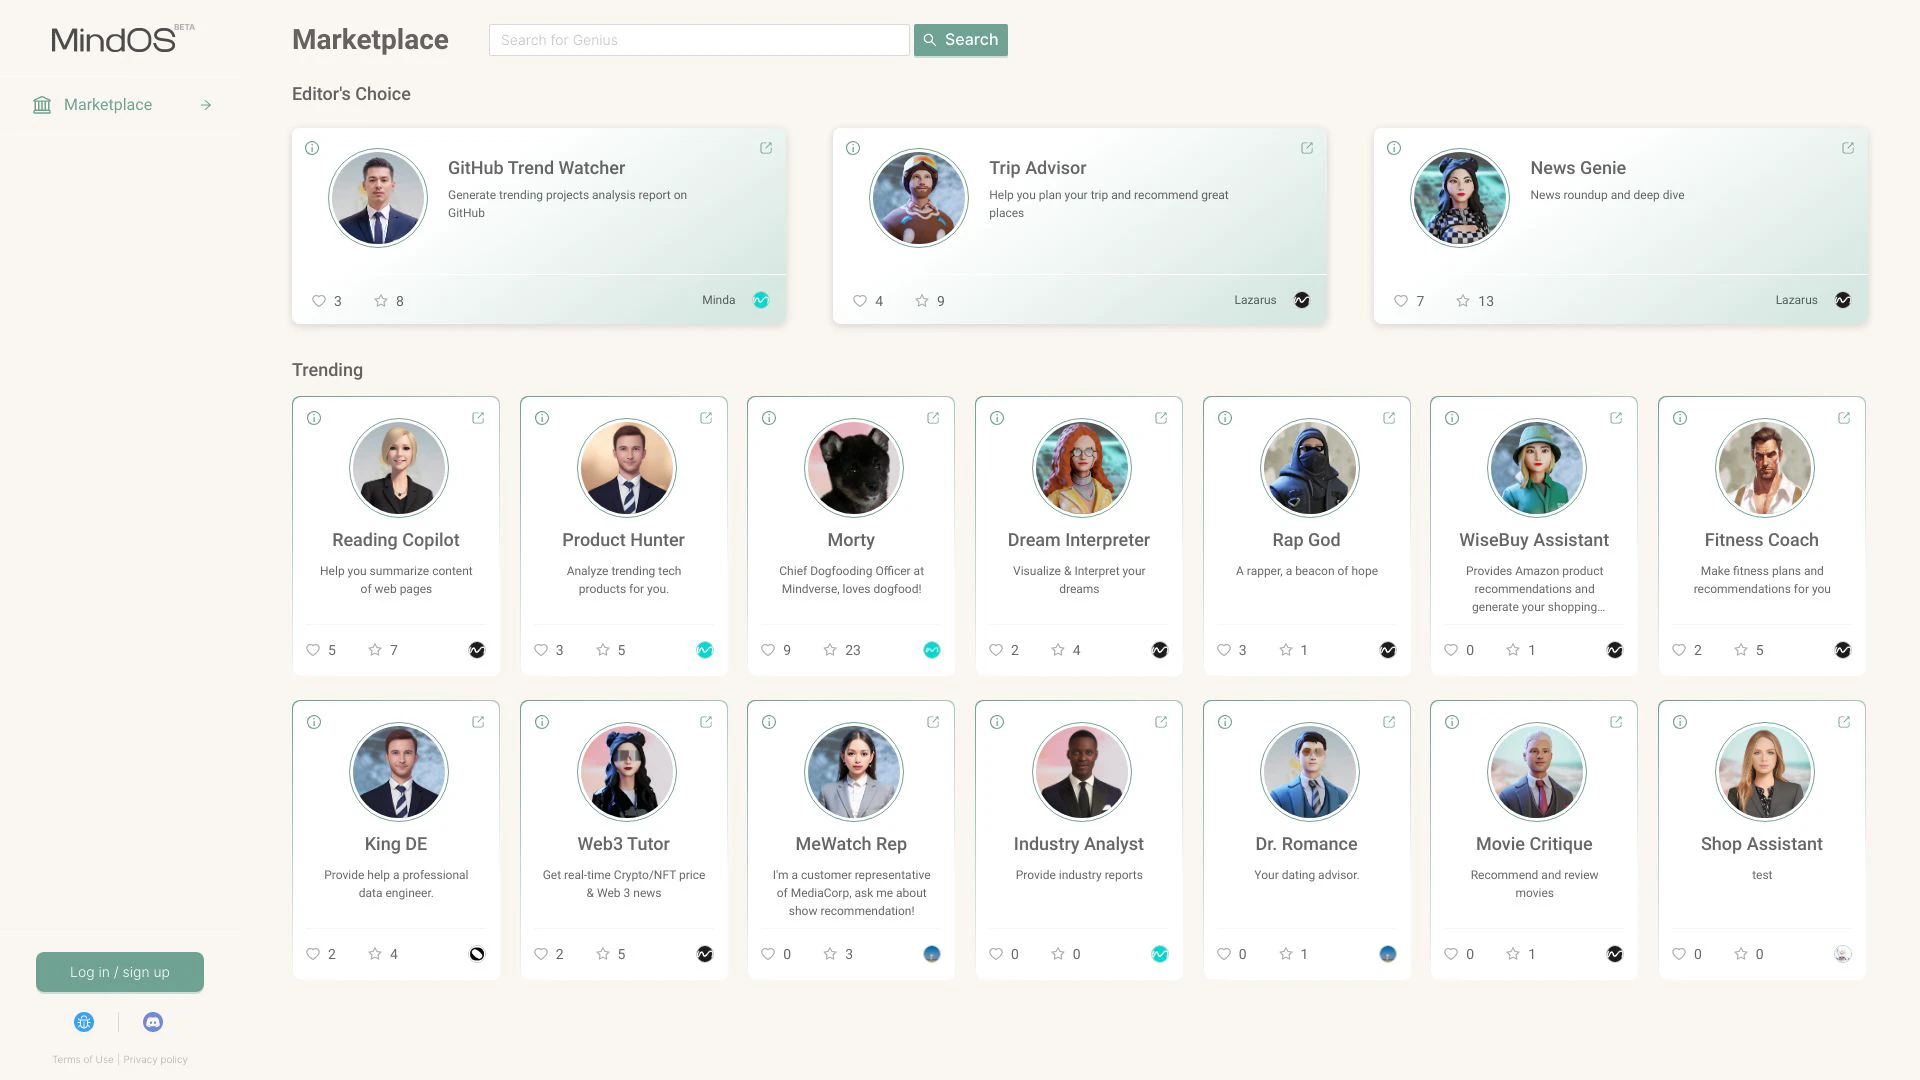 MindOS BETA
Marketplace
Marketplace
Search for Genius
Search
Editor's Choice
GitHub Trend Watcher
Generate trending projects analysis report on
GitHub
3
8
Minda
Trip Advisor
Help you plan your trip and recommend great
places
4
9
Lazarus
News Genie
News roundup and deep dive
7
13
Lazarus
Trending
Reading Copilot
Help you summarize content
of web pages
5
7
Product Hunter
Analyze trending tech
products for you.
3
5
Morty
Chief Dogfooding Officer at
Mindverse, loves dogfood!
9
23
Dream Interpreter
Visualize & Interpret your
dreams
2
4
Rap God
A rapper, a beacon of hope
3
1
WiseBuy Assistant
Provides Amazon product
recommendations and
generate your shopping...
0
1
Fitness Coach
Make fitness plans and
recommendations for you
2
5
King DE
Provide help a professional
data engineer.
2
4
Web3 Tutor
Get real-time Crypto/NFT price
& Web 3 news
2
5
MeWatch Rep
I'm a customer representative
of MediaCorp, ask me about
show recommendation!
0
3
Industry Analyst
Provide industry reports
0
0
Dr. Romance
Your dating advisor.
0
1
Movie Critique
Recommend and review
movies
0
1
Shop Assistant
test
0
0
Log in / sign up
Terms of Use | Privacy policy